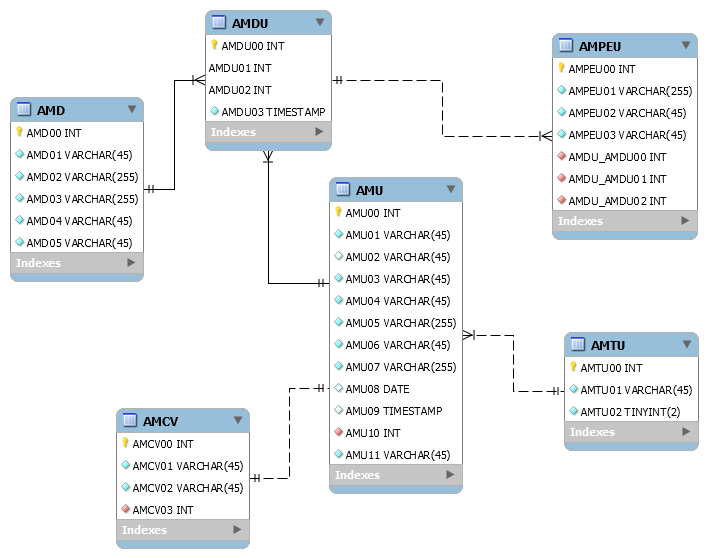 AMDU
AMDU00 INT
AMDU01 INT
AMDU02 INT
AMDU03 TIMESTAMP
Indexes
AMPEU
AMPEU00 INT
AMPEU01 VARCHAR(255)
AMPEU02 VARCHAR(45)
AMPEU03 VARCHAR(45)
AMDU_AMDU00 INT
AMDU_AMDU01 INT
AMDU_AMDU02 INT
Indexes
AMD
AMD00 INT
AMD01 VARCHAR(45)
AMD02 VARCHAR(255)
AMD03 VARCHAR(255)
AMD04 VARCHAR(45)
AMD05 VARCHAR(45)
Indexes
AMU
AMU00 INT
AMU01 VARCHAR(45)
AMU02 VARCHAR(45)
AMU03 VARCHAR(45)
AMU04 VARCHAR(45)
AMU05 VARCHAR(255)
AMU06 VARCHAR(45)
AMU07 VARCHAR(255)
AMU08 DATE
AMU09 TIMESTAMP
AMU10 INT
AMU11 VARCHAR(45)
Indexes
AMTU
AMTU00 INT
AMTU01 VARCHAR(45)
AMTU02 TINYINT(2)
Indexes
AMCV
AMCV00 INT
AMCV01 VARCHAR(45)
AMCV02 VARCHAR(45)
AMCV03 INT
Indexes